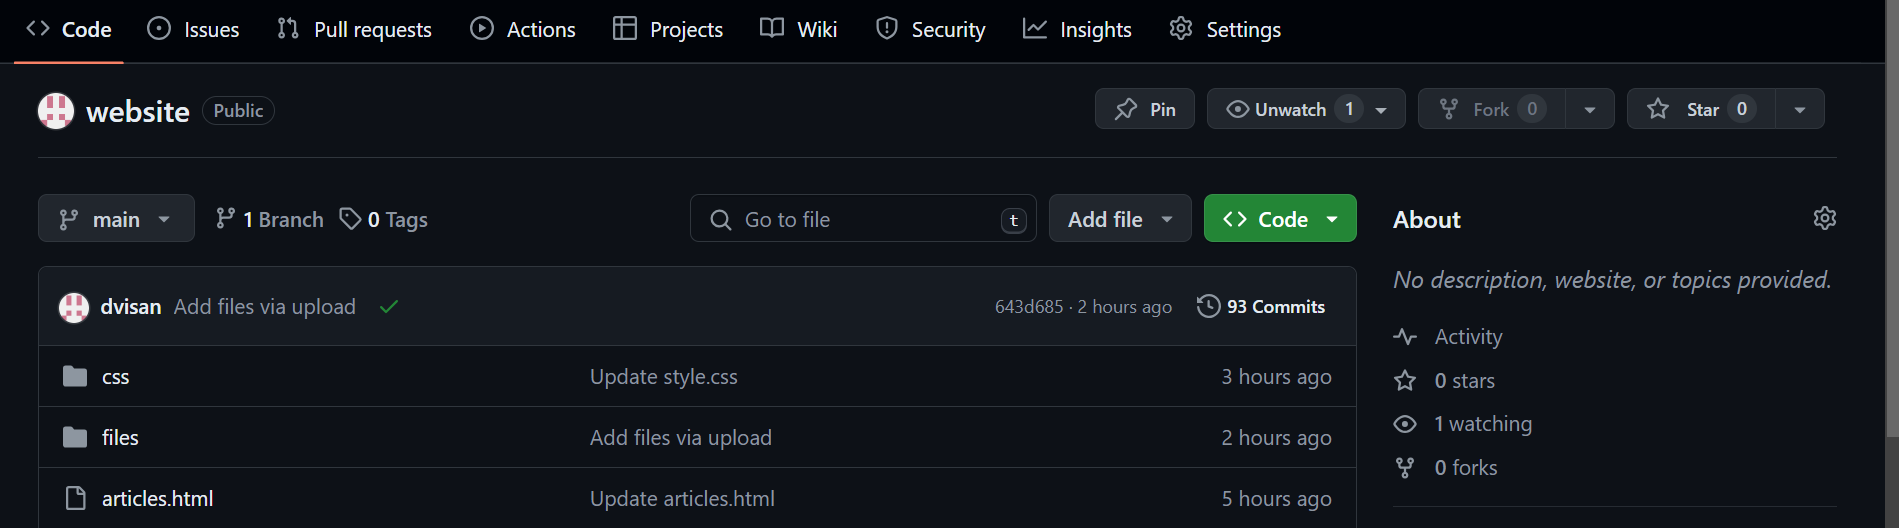 Code Issues Pull requests Actions Projects Wiki Security Insights Settings
website Public Pin Unwatch 1 Fork 0 Star 0
main 1 Branch 0 Tags Go to file t Add file Code
About
No description, website, or topics provided.
dvisan Add files via upload 643d685 · 2 hours ago 93 Commits
Activity
css Update style.css 3 hours ago
0 stars
1 watching
files Add files via upload 2 hours ago
0 forks
articles.html Update articles.html 5 hours ago